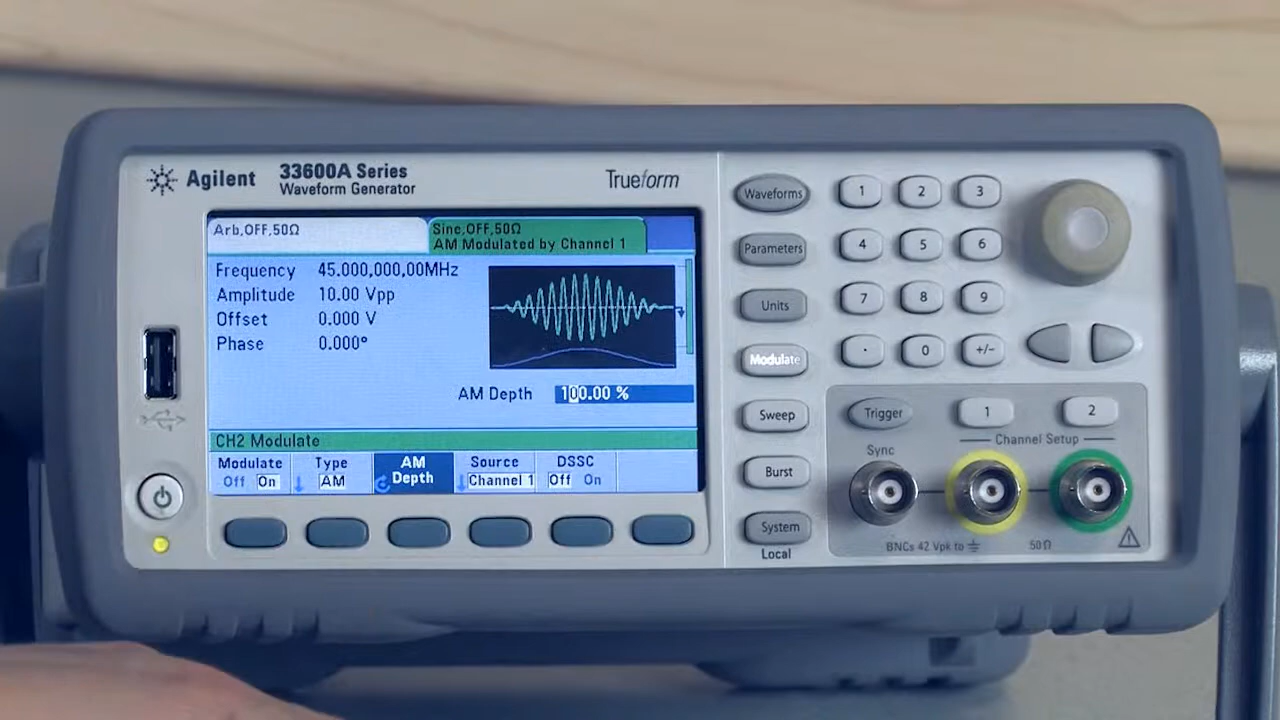 Agilent
33600A Series
Waveform Generator
Trueform
Arb,OFF,50Ω
Sine,OFF,50Ω
AM Modulated by Channel 1
Frequency 45.000,000,00MHz
Amplitude 10.00 Vpp
Offset 0.000 V
Phase 0.000°
AM Depth 100.00 %
CH2 Modulate
Modulate
Off On
Type
AM
AM
Depth
Source
Channel 1
DSSC
Off On
Waveforms
Parameters
Units
Modulate
Sweep
Burst
System
Local
1 2 3
4 5 6
7 8 9
. 0 +/-
Trigger
1 2
Channel Setup
Sync
BNCs 42 Vpk to
50Ω